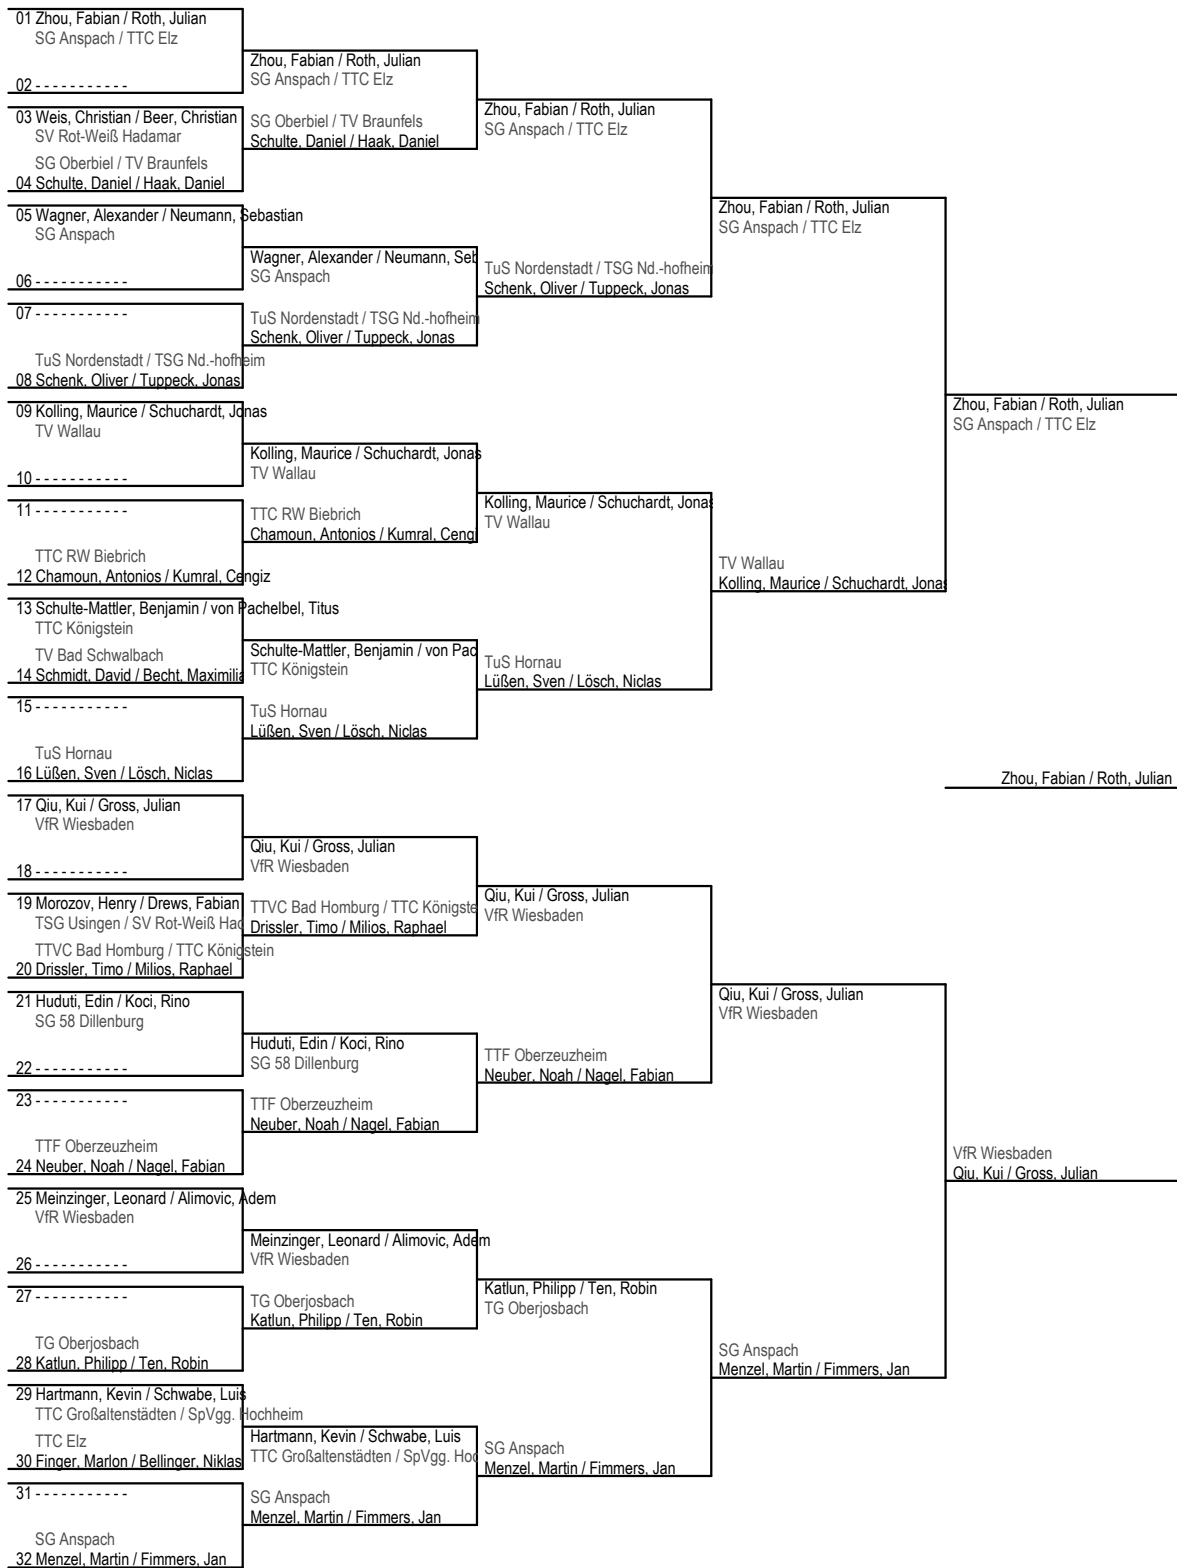 01 Zhou, Fabian / Roth, Julian
SG Anspach / TTC Elz
02 - - - - - - - - - - -
03 Weis, Christian / Beer, Christian
SV Rot-Weiß Hadamar
SG Oberbiel / TV Braunfels
04 Schulte, Daniel / Haak, Daniel
05 Wagner, Alexander / Neumann, Sebastian
SG Anspach
06 - - - - - - - - - - -
07 - - - - - - - - - - -
TuS Nordenstadt / TSG Nd.-hofheim
08 Schenk, Oliver / Tuppeck, Jonas
09 Kolling, Maurice / Schuchardt, Jonas
TV Wallau
10 - - - - - - - - - - -
11 - - - - - - - - - - -
TTC RW Biebrich
12 Chamoun, Antonios / Kumral, Cengiz
13 Schulte-Mattler, Benjamin / von Pachelbel, Titus
TTC Königstein
TV Bad Schwalbach
14 Schmidt, David / Becht, Maximilia
15 - - - - - - - - - - -
TuS Hornau
16 Lüßen, Sven / Lösch, Niclas
17 Qiu, Kui / Gross, Julian
VfR Wiesbaden
18 - - - - - - - - - - -
19 Morozov, Henry / Drews, Fabian
TSG Usingen / SV Rot-Weiß Had
TTVC Bad Homburg / TTC Königstein
20 Drissler, Timo / Milios, Raphael
21 Huduti, Edin / Koci, Rino
SG 58 Dillenburg
22 - - - - - - - - - - -
23 - - - - - - - - - - -
TTF Oberzeuzheim
24 Neuber, Noah / Nagel, Fabian
25 Meinzinger, Leonard / Alimovic, Adem
VfR Wiesbaden
26 - - - - - - - - - - -
27 - - - - - - - - - - -
TG Oberjosbach
28 Katlun, Philipp / Ten, Robin
29 Hartmann, Kevin / Schwabe, Luis
TTC Großaltenstädten / SpVgg. Hochheim
TTC Elz
30 Finger, Marlon / Bellinger, Niklas
31 - - - - - - - - - - -
SG Anspach
32 Menzel, Martin / Fimmers, Jan
Zhou, Fabian / Roth, Julian
SG Anspach / TTC Elz
SG Oberbiel / TV Braunfels
Schulte, Daniel / Haak, Daniel
Wagner, Alexander / Neumann, Seb
SG Anspach
TuS Nordenstadt / TSG Nd.-hofheim
Schenk, Oliver / Tuppeck, Jonas
Kolling, Maurice / Schuchardt, Jonas
TV Wallau
TTC RW Biebrich
Chamoun, Antonios / Kumral, Cengi
Schulte-Mattler, Benjamin / von Pac
TTC Königstein
TuS Hornau
Lüßen, Sven / Lösch, Niclas
Qiu, Kui / Gross, Julian
VfR Wiesbaden
TTVC Bad Homburg / TTC Königste
Drissler, Timo / Milios, Raphael
Huduti, Edin / Koci, Rino
SG 58 Dillenburg
TTF Oberzeuzheim
Neuber, Noah / Nagel, Fabian
Meinzinger, Leonard / Alimovic, Adem
VfR Wiesbaden
TG Oberjosbach
Katlun, Philipp / Ten, Robin
Hartmann, Kevin / Schwabe, Luis
TTC Großaltenstädten / SpVgg. Hoc
SG Anspach
Menzel, Martin / Fimmers, Jan
Zhou, Fabian / Roth, Julian
SG Anspach / TTC Elz
TuS Nordenstadt / TSG Nd.-hofheim
Schenk, Oliver / Tuppeck, Jonas
Kolling, Maurice / Schuchardt, Jonas
TV Wallau
TuS Hornau
Lüßen, Sven / Lösch, Niclas
Qiu, Kui / Gross, Julian
VfR Wiesbaden
TTF Oberzeuzheim
Neuber, Noah / Nagel, Fabian
Katlun, Philipp / Ten, Robin
TG Oberjosbach
SG Anspach
Menzel, Martin / Fimmers, Jan
Zhou, Fabian / Roth, Julian
SG Anspach / TTC Elz
TV Wallau
Kolling, Maurice / Schuchardt, Jonas
Qiu, Kui / Gross, Julian
VfR Wiesbaden
SG Anspach
Menzel, Martin / Fimmers, Jan
Zhou, Fabian / Roth, Julian
SG Anspach / TTC Elz
VfR Wiesbaden
Qiu, Kui / Gross, Julian
Zhou, Fabian / Roth, Julian